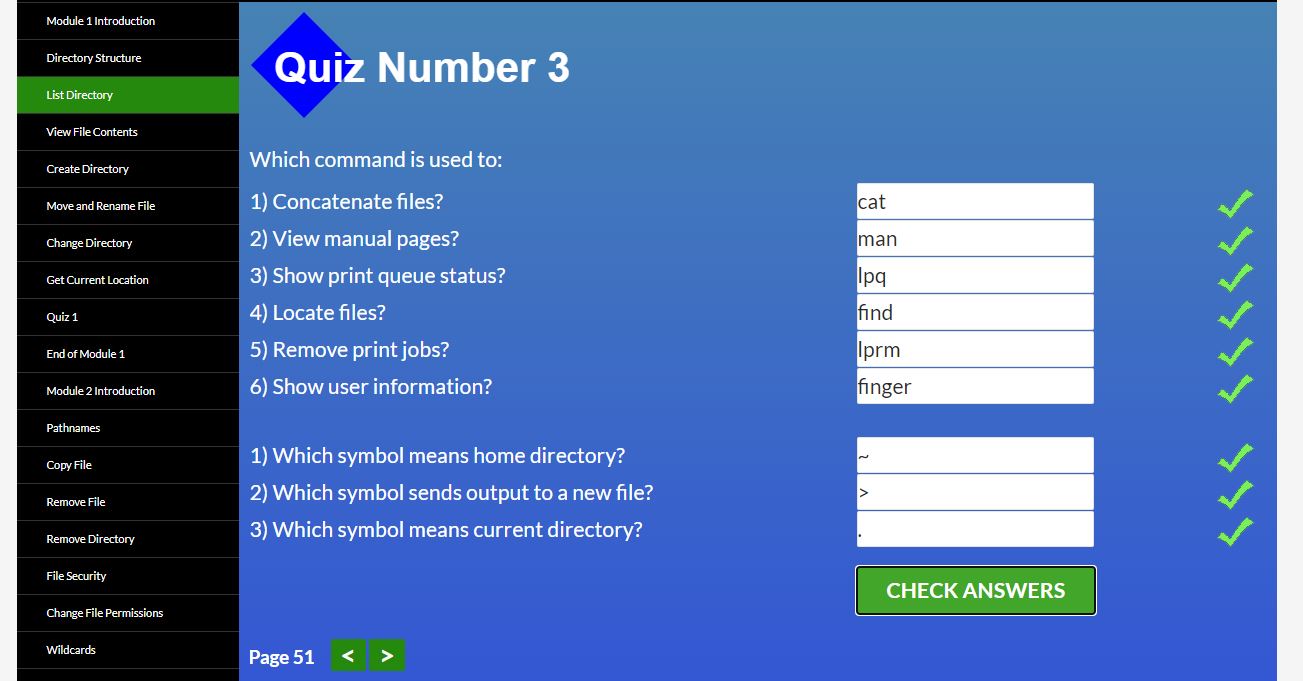 Module 1 Introduction
Directory Structure
List Directory
View File Contents
Create Directory
Move and Rename File
Change Directory
Get Current Location
Quiz 1
End of Module 1
Module 2 Introduction
Pathnames
Copy File
Remove File
Remove Directory
File Security
Change File Permissions
Wildcards
Quiz Number 3
Which command is used to:
1) Concatenate files? cat
2) View manual pages? man
3) Show print queue status? lpq
4) Locate files? find
5) Remove print jobs? lprm
6) Show user information? finger
1) Which symbol means home directory? ~
2) Which symbol sends output to a new file? >
3) Which symbol means current directory? .
CHECK ANSWERS
Page 51 < >